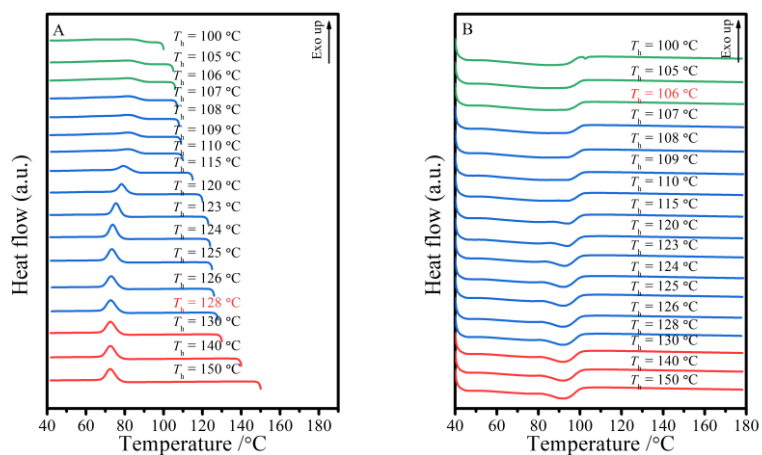 A
Exo up
Heat flow (a.u.)
Th = 100 °C
Th = 105 °C
Th = 106 °C
Th = 107 °C
Th = 108 °C
Th = 109 °C
Th = 110 °C
Th = 115 °C
Th = 120 °C
Th = 123 °C
Th = 124 °C
Th = 125 °C
Th = 126 °C
Th = 128 °C
Th = 130 °C
Th = 140 °C
Th = 150 °C
40 60 80 100 120 140 160 180
Temperature /°C
B
Exo up
Heat flow (a.u.)
Th = 100 °C
Th = 105 °C
Th = 106 °C
Th = 107 °C
Th = 108 °C
Th = 109 °C
Th = 110 °C
Th = 115 °C
Th = 120 °C
Th = 123 °C
Th = 124 °C
Th = 125 °C
Th = 126 °C
Th = 128 °C
Th = 130 °C
Th = 140 °C
Th = 150 °C
40 60 80 100 120 140 160 180
Temperature /°C